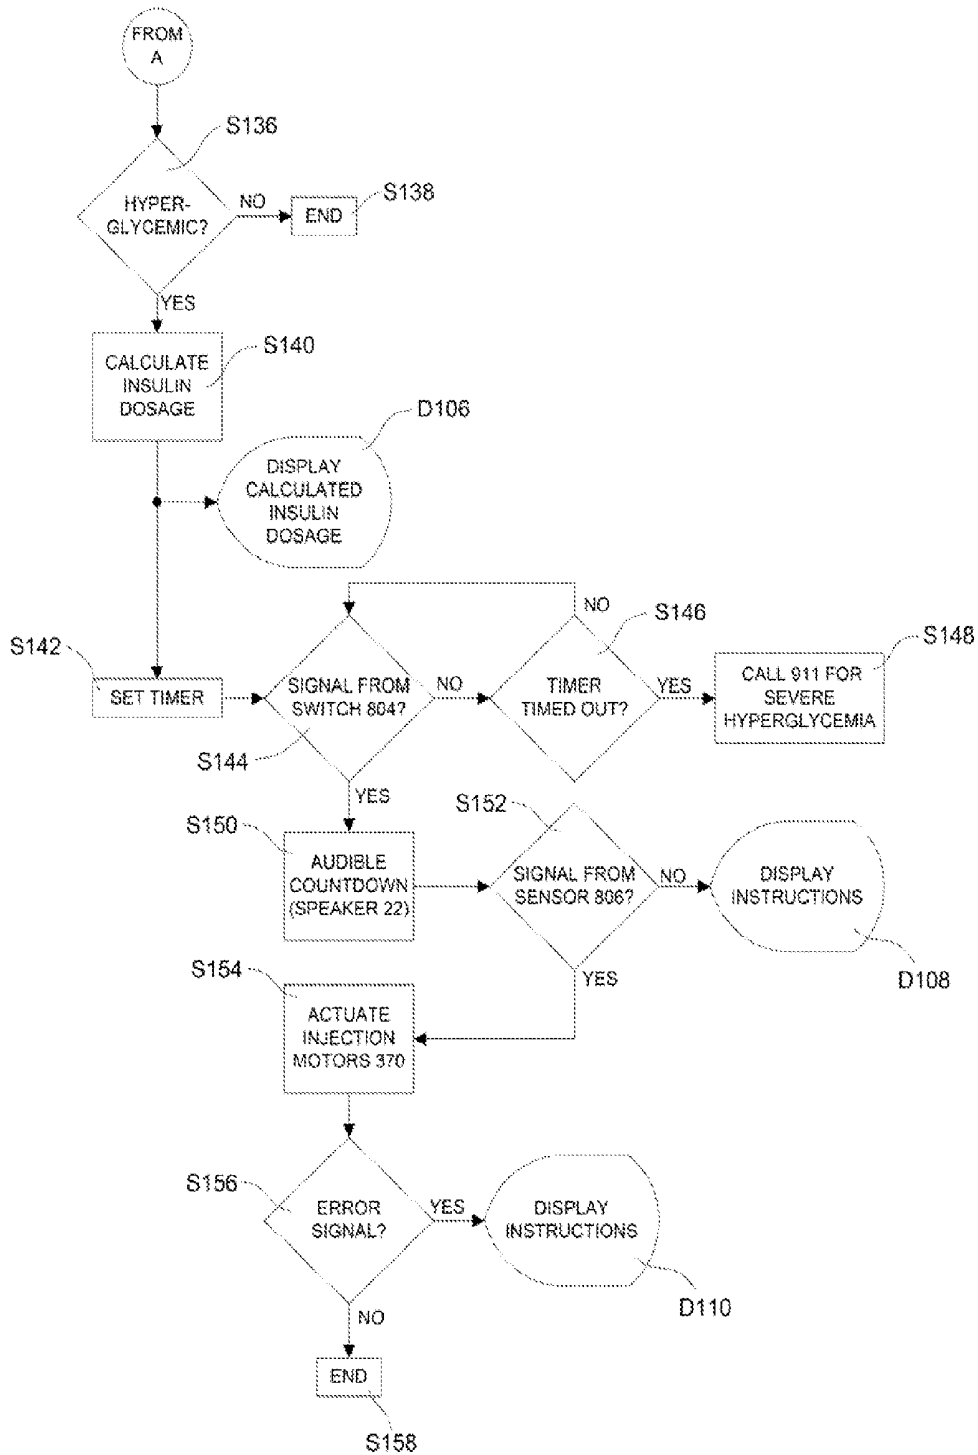 FROM
A
S136
HYPER-
GLYCEMIC?
NO
END
S138
YES
CALCULATE
INSULIN
DOSAGE
S140
D106
DISPLAY
CALCULATED
INSULIN
DOSAGE
S142
SET TIMER
SIGNAL FROM
SWITCH 804?
S144
NO
NO
TIMER
TIMED OUT?
S146
YES
S148
CALL 911 FOR
SEVERE
HYPERGLYCEMIA
YES
S150
AUDIBLE
COUNTDOWN
(SPEAKER 22)
S152
SIGNAL FROM
SENSOR 806?
NO
DISPLAY
INSTRUCTIONS
D108
YES
S154
ACTUATE
INJECTION
MOTORS 370
S156
ERROR
SIGNAL?
YES
DISPLAY
INSTRUCTIONS
D110
NO
END
S158